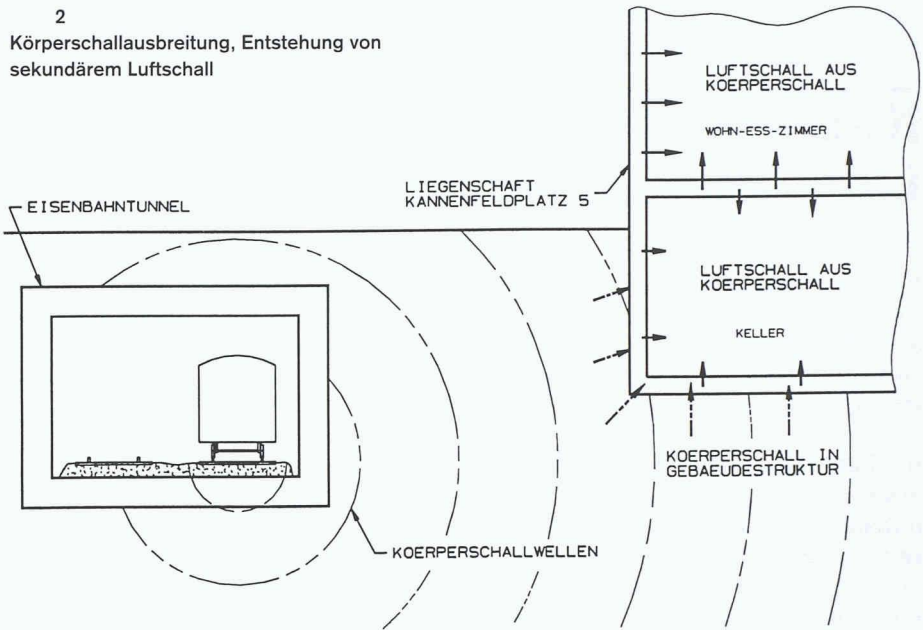 2
Körperschallausbreitung, Entstehung von
sekundärem Luftschall
LUFTSCHALL AUS
KOERPERSCHALL
WOHN-ESS-ZIMMER
LIEGENSCHAFT
KANNENFELDPLATZ 5
EISENBAHNTUNNEL
LUFTSCHALL AUS
KOERPERSCHALL
KELLER
KOERPERSCHALL IN
GEBAEUDESTRUKTUR
KOERPERSCHALLWELLEN